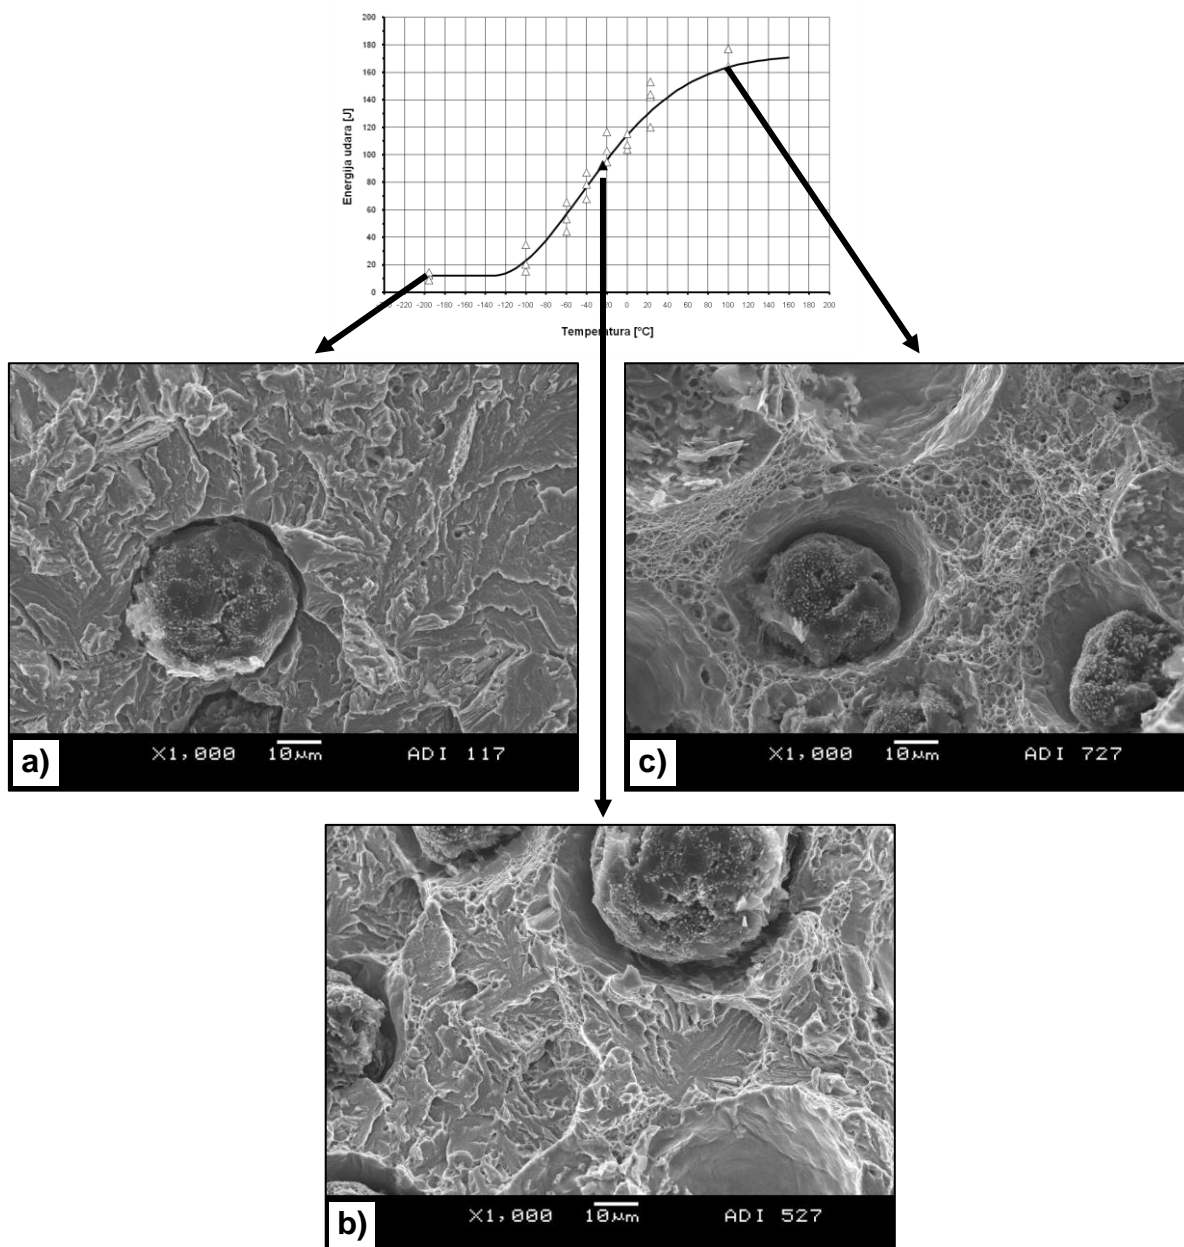 200
180
160
140
120
100
80
60
40
20
0
Energija udara [J]
-220 -200 -180 -160 -140 -120 -100 -80 -60 -40 -20 0 20 40 60 80 100 120 140 160 180 200
Temperatura [°C]
a)
X1,000 10μm ADI 117
c)
X1,000 10μm ADI 727
b)
X1,000 10μm ADI 527